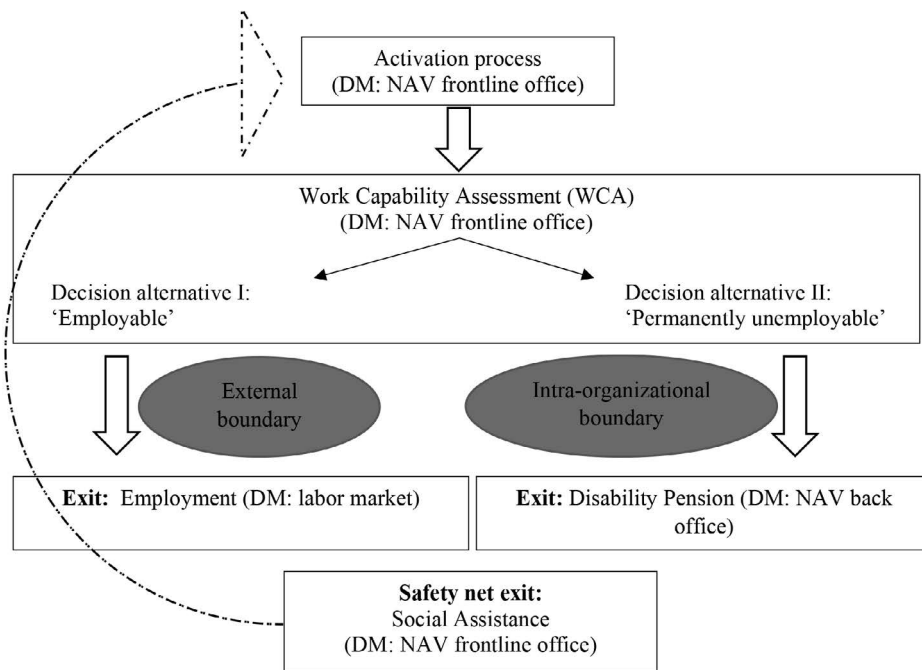 Activation process
(DM: NAV frontline office)
Work Capability Assessment (WCA)
(DM: NAV frontline office)
Decision alternative I:
‘Employable’
Decision alternative II:
‘Permanently unemployable’
External
boundary
Intra-organizational
boundary
Exit: Employment (DM: labor market)
Exit: Disability Pension (DM: NAV back
office)
Safety net exit:
Social Assistance
(DM: NAV frontline office)